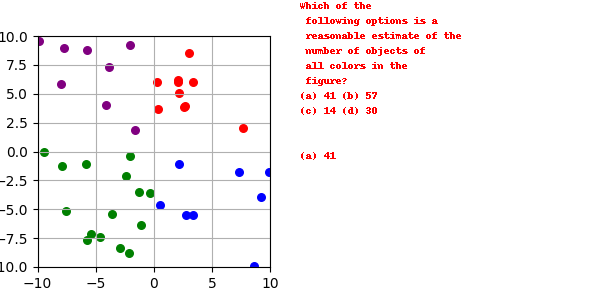 Which of the
following options is a
reasonable estimate of the
number of objects of
all colors in the
figure?
(a) 41 (b) 57
(c) 14 (d) 30
(a) 41
10.0
7.5
5.0
2.5
0.0
−2.5
−5.0
−7.5
10.0
−10 −5 0 5 10